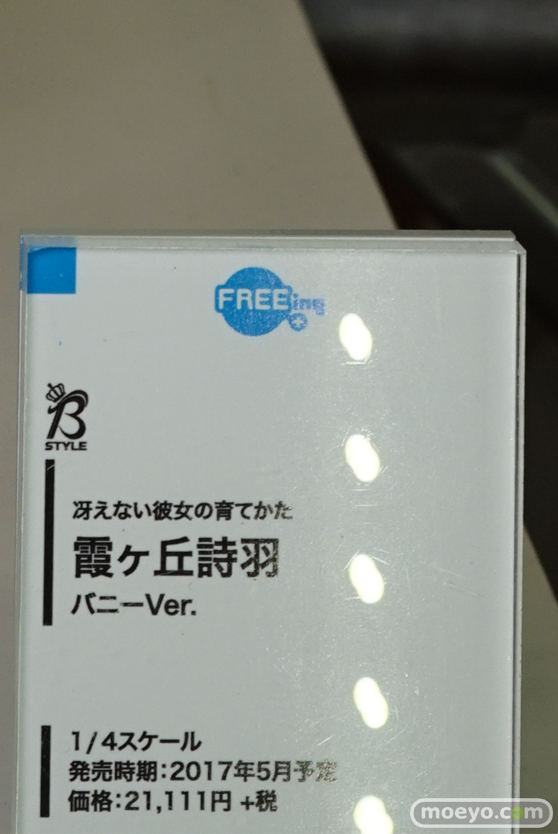 FREEing
B
STYLE
冴えない彼女の育てかた
霞ヶ丘詩羽
バニーVer.
1/4スケール
発売時期：2017年5月予定
価格：21,111円 +税
moeyo.com